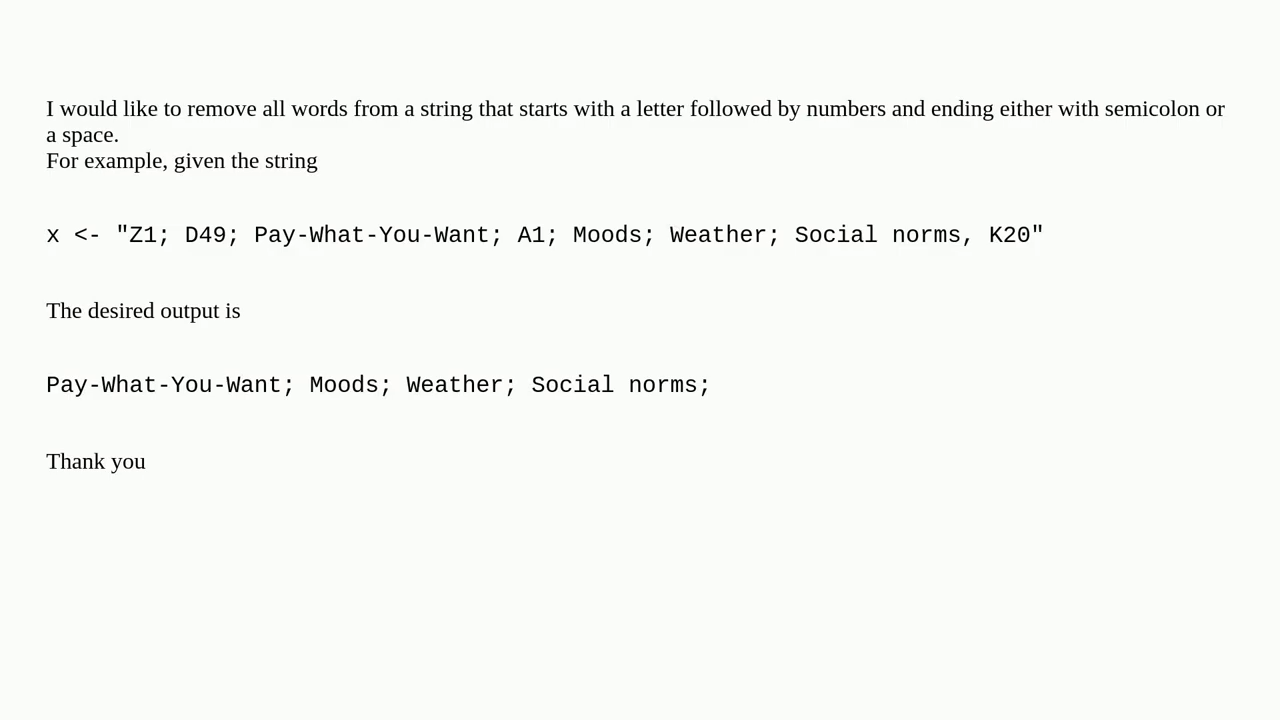 I would like to remove all words from a string that starts with a letter followed by numbers and ending either with semicolon or
a space.
For example, given the string
x <- "Z1; D49; Pay-What-You-Want; A1; Moods; Weather; Social norms, K20"
The desired output is
Pay-What-You-Want; Moods; Weather; Social norms;
Thank you